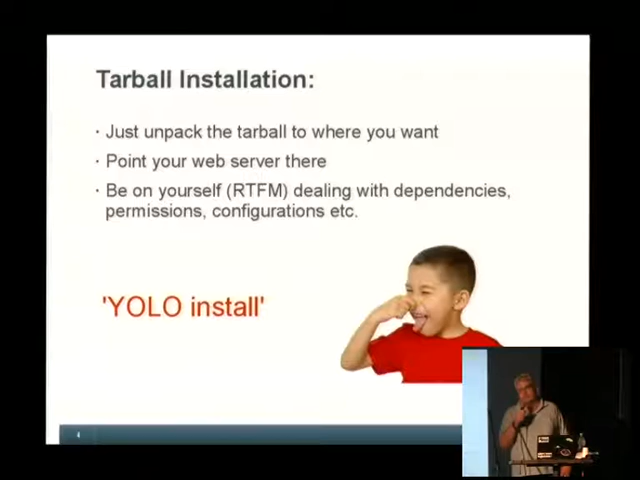 Tarball Installation:
· Just unpack the tarball to where you want
· Point your web server there
· Be on yourself (RTFM) dealing with dependencies,
permissions, configurations etc.
'YOLO install'
4